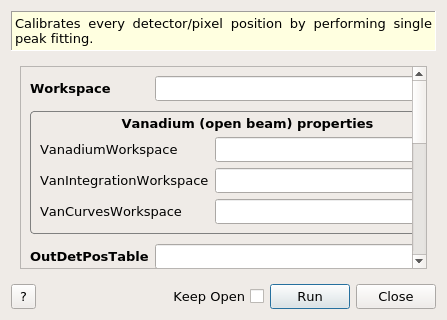 Calibrates every detector/pixel position by performing single
peak fitting.
Workspace
Vanadium (open beam) properties
VanadiumWorkspace
VanIntegrationWorkspace
VanCurvesWorkspace
OutDetPosTable
? Keep Open Run Close